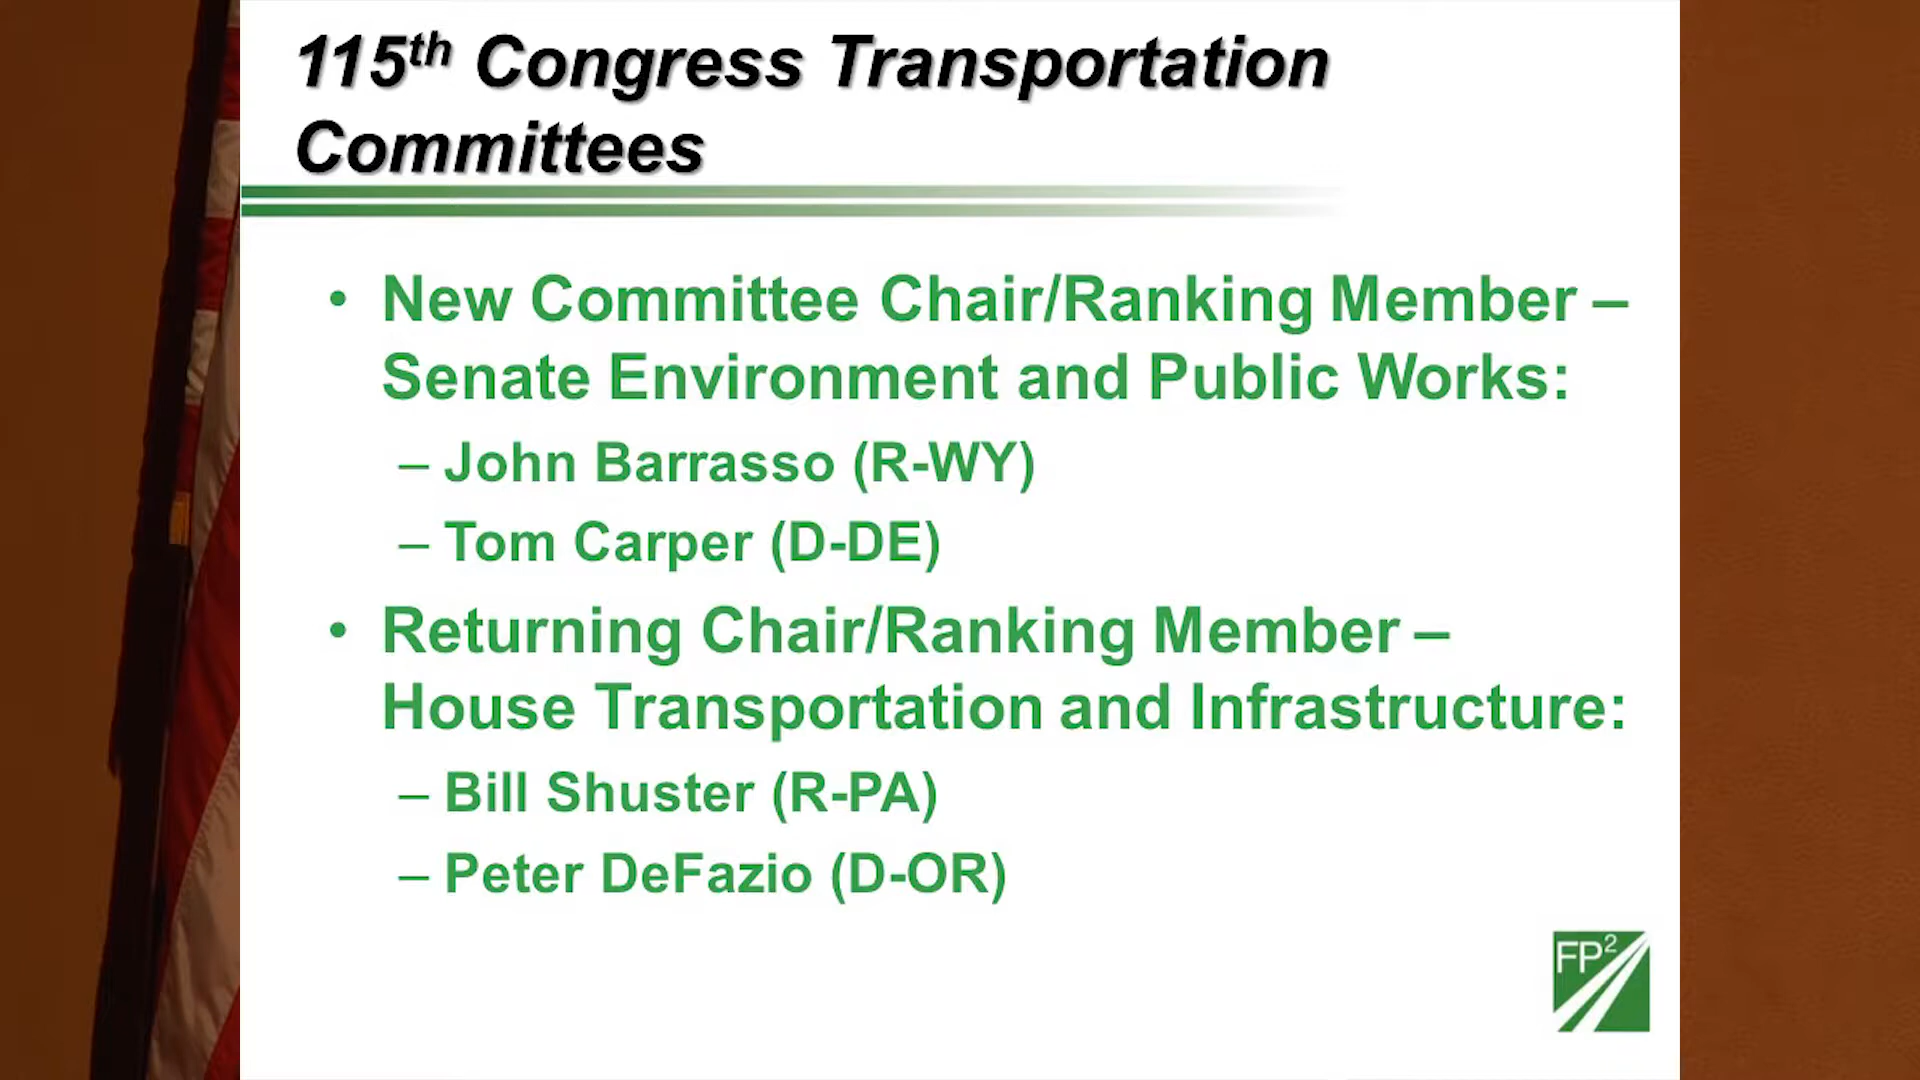 115th Congress Transportation
Committees
• New Committee Chair/Ranking Member –
Senate Environment and Public Works:
– John Barrasso (R-WY)
– Tom Carper (D-DE)
• Returning Chair/Ranking Member –
House Transportation and Infrastructure:
– Bill Shuster (R-PA)
– Peter DeFazio (D-OR)
FP2